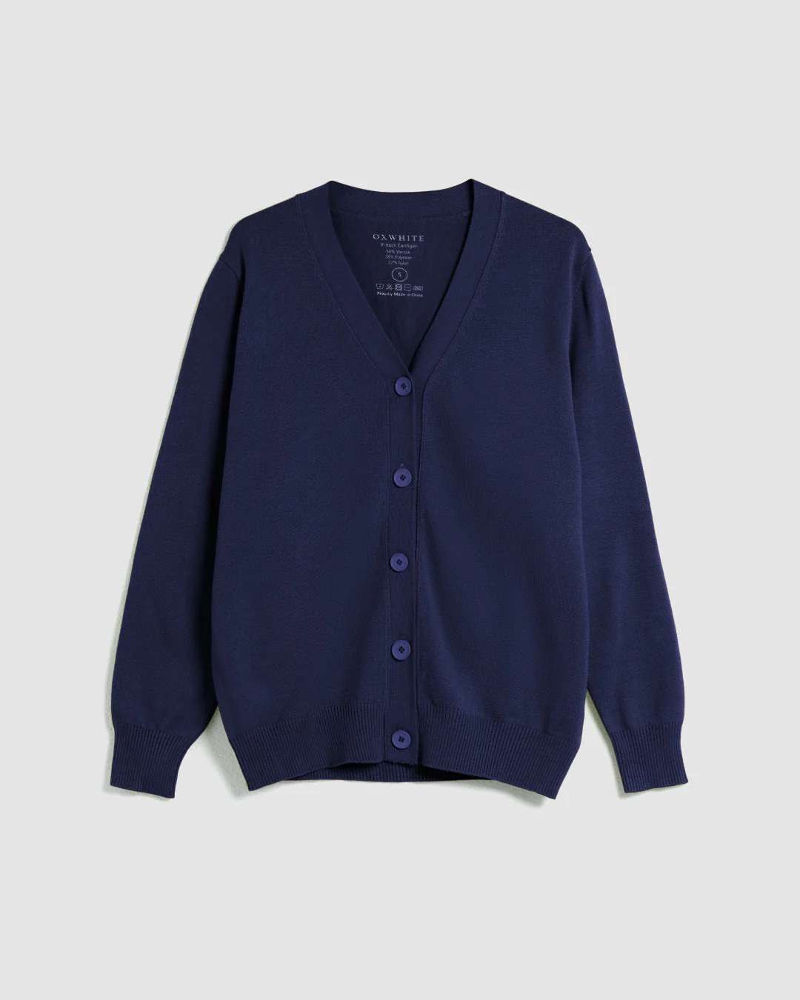 OXWHITE
V-neck Cardigan
50% Viscose
28% Polyester
22% Nylon
S
Proudly Made in China